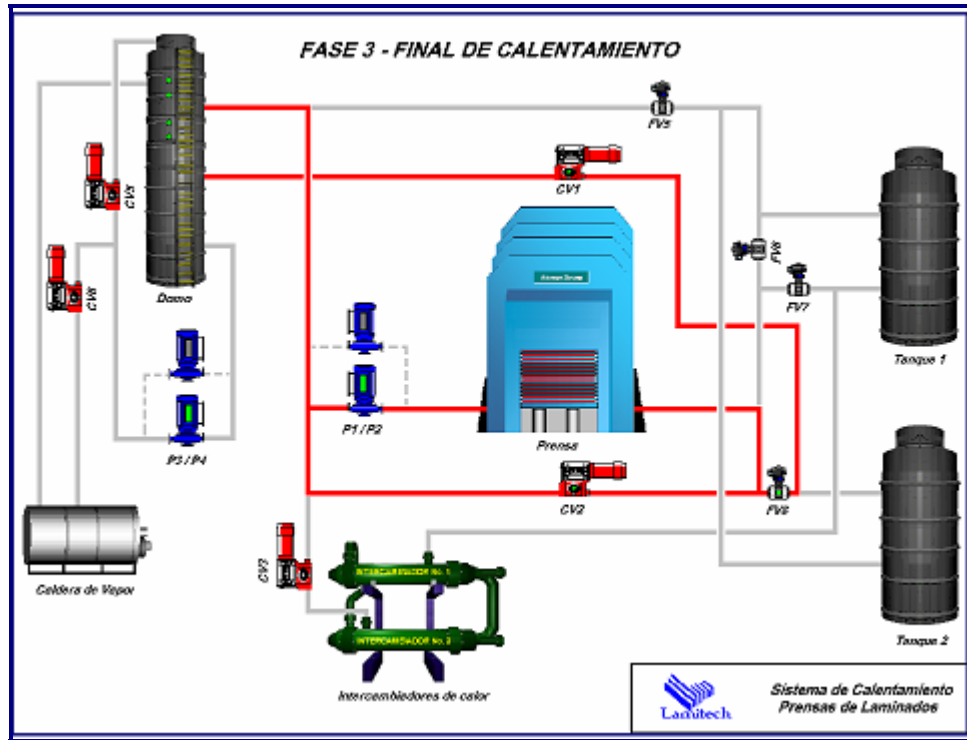 FASE 3 - FINAL DE CALENTAMIENTO
FV5
CV1
CV5
CV6
Domo
FV6
FV7
Tanque 1
P1 / P2
Prensa
P3 / P4
CV2
FV8
CV3
INTERCAMBIADOR No. 1
Caldera de Vapor
INTERCAMBIADOR No. 2
Tanque 2
Intercambiadores de calor
Lamitech
Sistema de Calentamiento
Prensas de Laminados